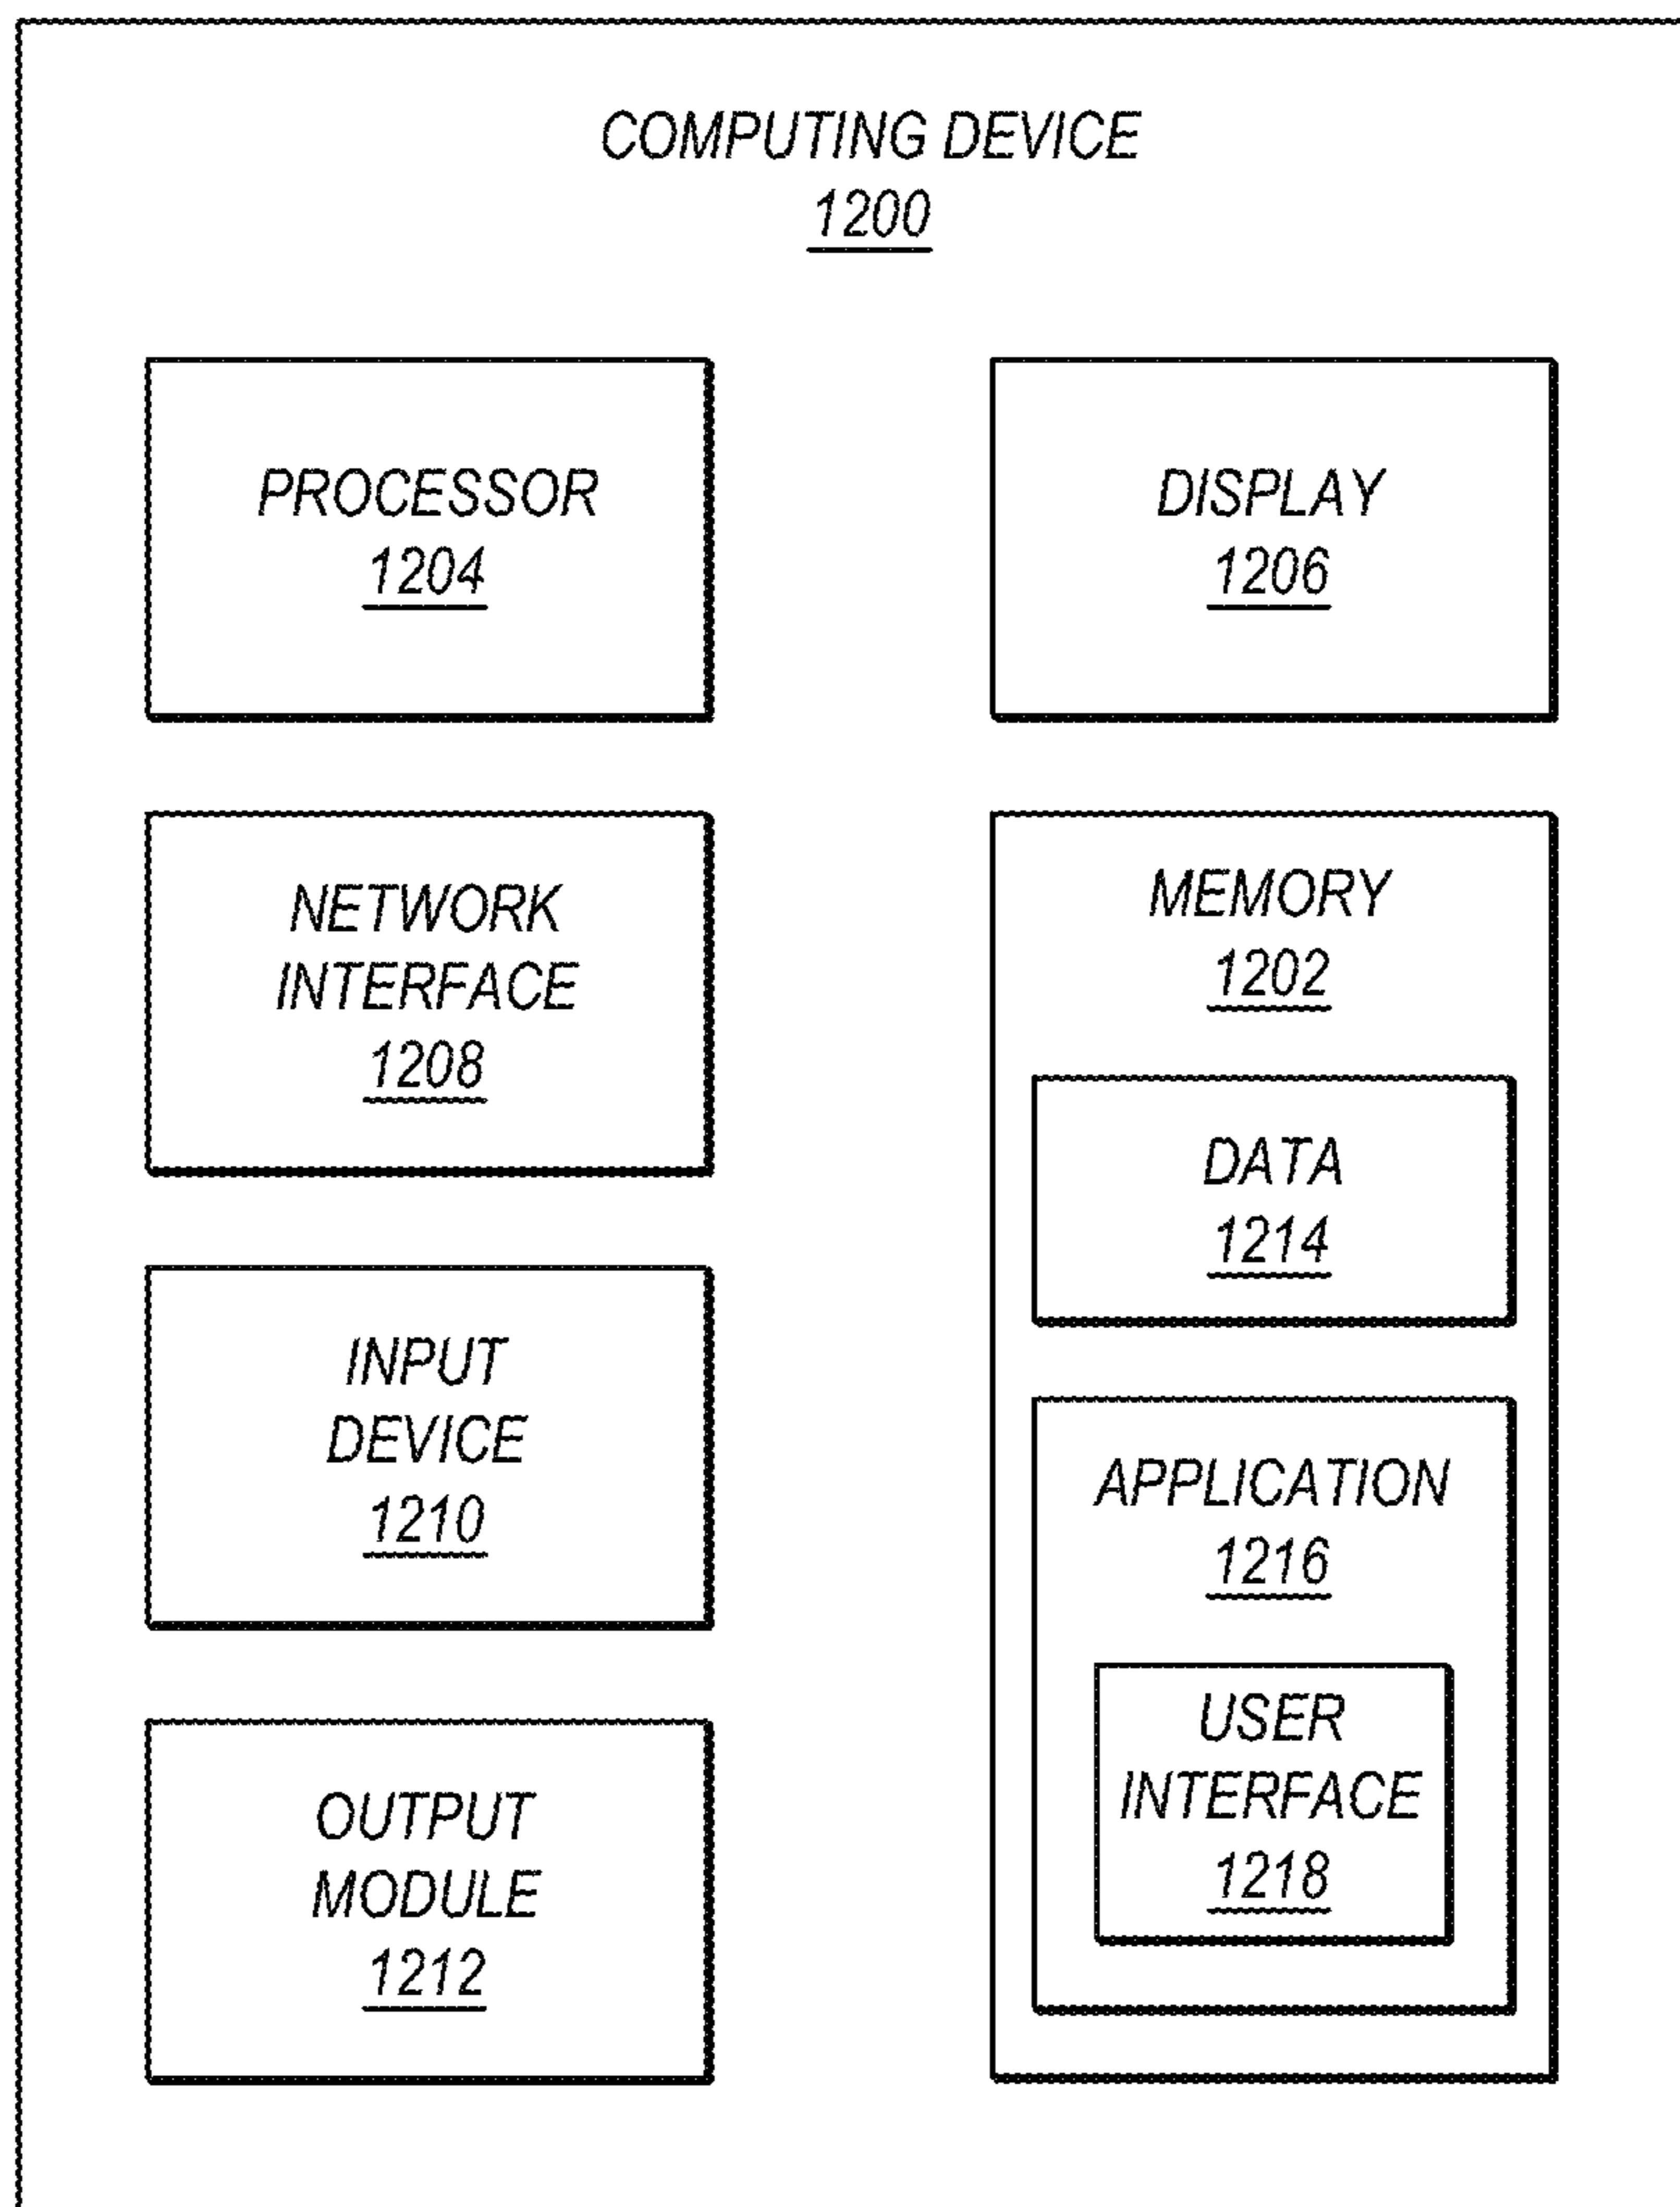 COMPUTING DEVICE
1200
PROCESSOR
1204
DISPLAY
1206
NETWORK
INTERFACE
1208
MEMORY
1202
DATA
1214
INPUT
DEVICE
1210
APPLICATION
1216
USER
INTERFACE
1218
OUTPUT
MODULE
1212